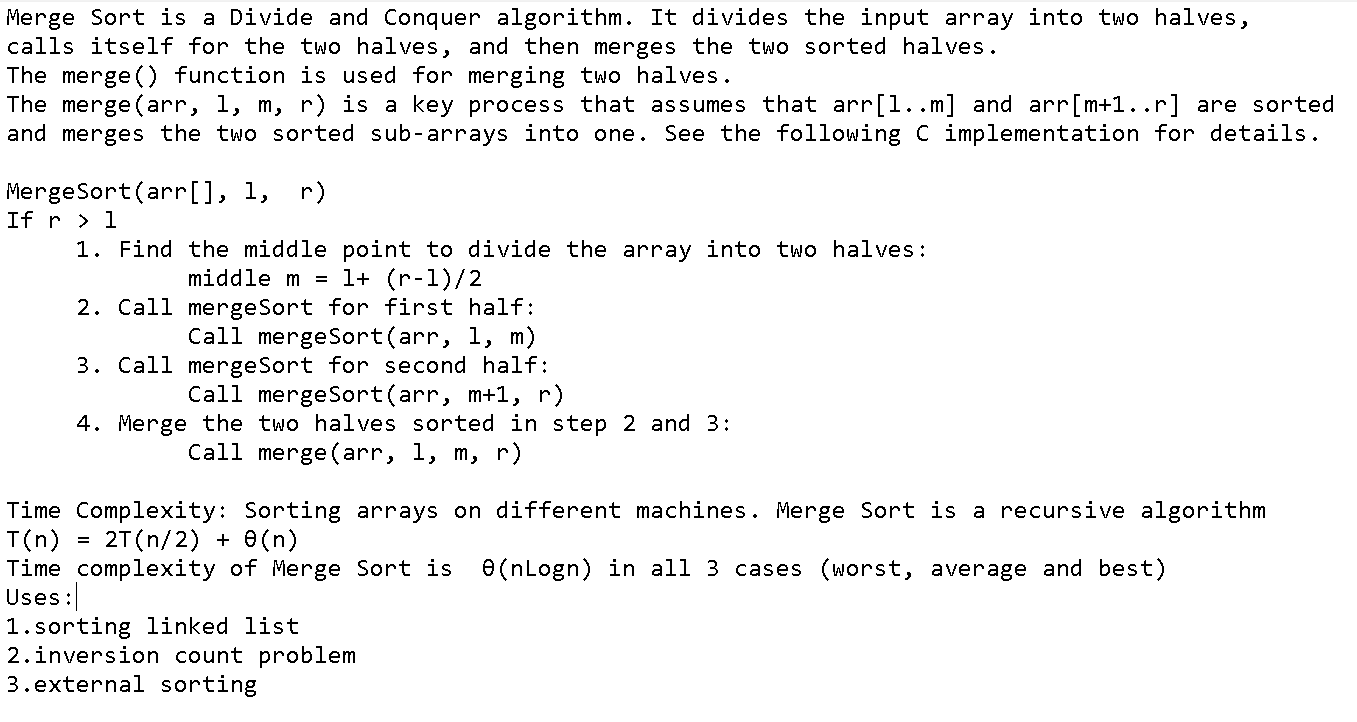 Merge Sort is a Divide and Conquer algorithm. It divides the input array into two halves,
calls itself for the two halves, and then merges the two sorted halves.
The merge() function is used for merging two halves.
The merge(arr, l, m, r) is a key process that assumes that arr[l..m] and arr[m+1..r] are sorted
and merges the two sorted sub-arrays into one. See the following C implementation for details.

MergeSort(arr[], l,  r)
If r > l
     1. Find the middle point to divide the array into two halves:
             middle m = l+ (r-l)/2
     2. Call mergeSort for first half:
             Call mergeSort(arr, l, m)
     3. Call mergeSort for second half:
             Call mergeSort(arr, m+1, r)
     4. Merge the two halves sorted in step 2 and 3:
             Call merge(arr, l, m, r)

Time Complexity: Sorting arrays on different machines. Merge Sort is a recursive algorithm
T(n) = 2T(n/2) + θ(n)
Time complexity of Merge Sort is  θ(nLogn) in all 3 cases (worst, average and best)
Uses:
1.sorting linked list
2.inversion count problem
3.external sorting